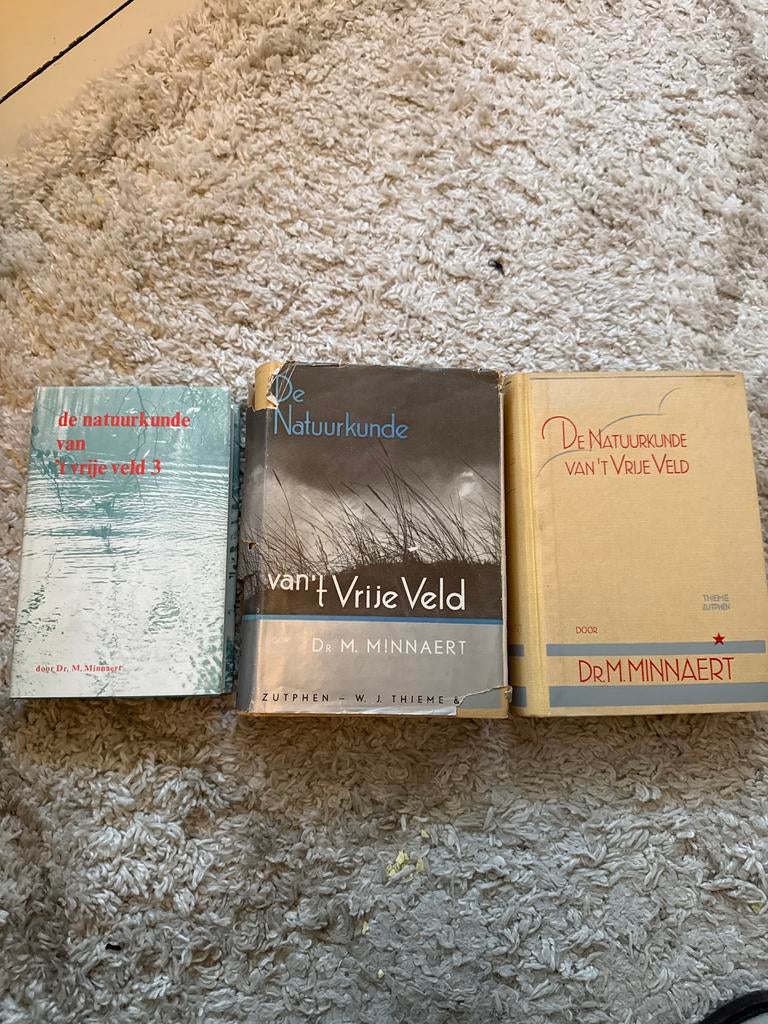 de natuurkunde
van
't vrije veld 3
door Dr. M. Minnaert
De
Natuurkunde
van 't Vrije Veld
DOOR
DR M. MINNAERT
ZUTPHEN – W. J. THIEME &
DE NATUURKUNDE
VAN 'T VRIJE VELD
THIEME
ZUTPHEN
DOOR
DR. M. MINNAERT